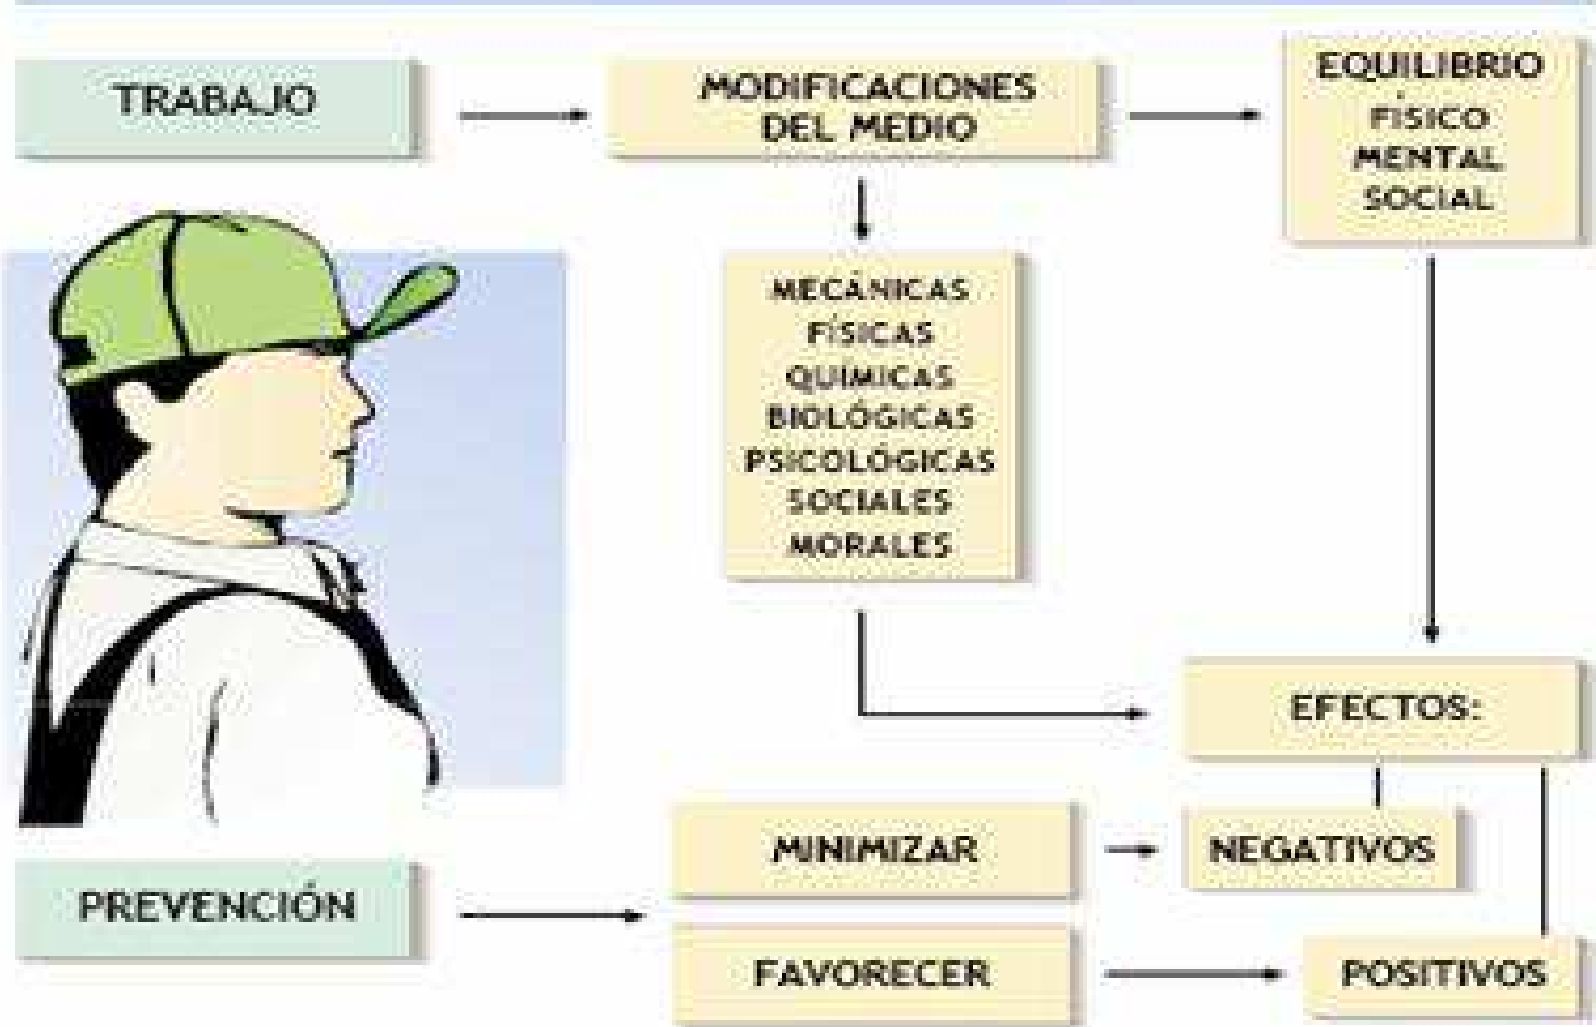 TRABAJO
MODIFICACIONES
DEL MEDIO
EQUILIBRIO
FÍSICO
MENTAL
SOCIAL
MECÁNICAS
FÍSICAS
QUÍMICAS
BIOLÓGICAS
PSICOLÓGICAS
SOCIALES
MORALES
EFECTOS:
MINIMIZAR
NEGATIVOS
PREVENCIÓN
FAVORECER
POSITIVOS